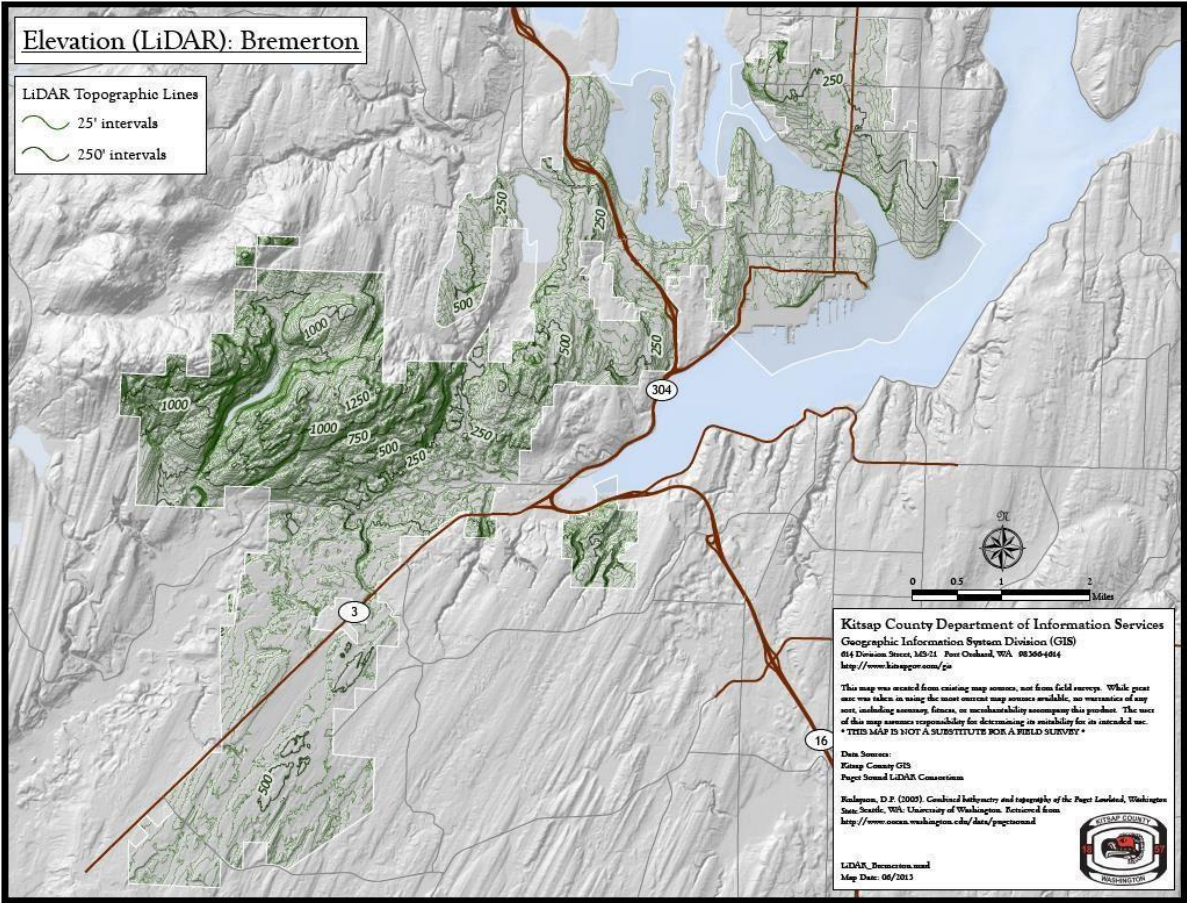 Elevation (LiDAR): Bremerton
LiDAR Topographic Lines
25' intervals
250' intervals
250
250
250
500
500
250
1000
1000
1250
1000
750
500
250
250
304
3
500
16
N
0 0.5 1 2
Miles
Kitsap County Department of Information Services
Geographic Information System Division (GIS)
614 Division Street, MS-21 Port Orchard, WA 98366-4614
http://www.kitsapgov.com/gis
This map was created from existing map sources, not from field surveys. While great
care was taken in using the most current map sources available, no warranties of any
sort, including accuracy, fitness, or merchantability accompany this product. The user
of this map assumes responsibility for determining its suitability for its intended use.
* THIS MAP IS NOT A SUBSTITUTE FOR A FIELD SURVEY *
Data Sources:
Kitsap County GIS
Puget Sound LiDAR Consortium
Finlayson, D.P. (2005). Combined bathymetry and topography of the Puget Lowland, Washington
State. Seattle, WA: University of Washington. Retrieved from
http://www.ocean.washington.edu/data/pugetsound
LiDAR_Bremerton.mxd
Map Date: 06/2013
KITSAP COUNTY
18 57
WASHINGTON